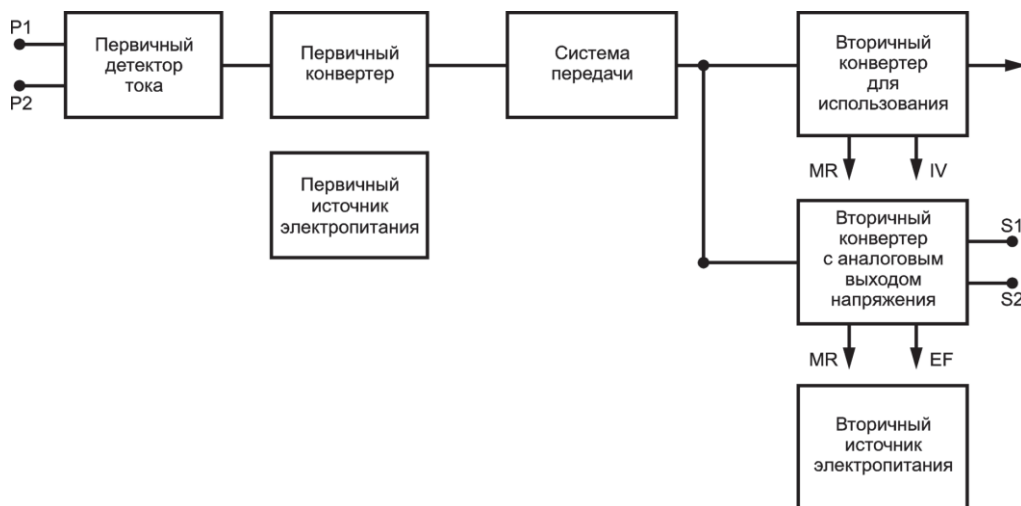 P1
P2
Первичный
детектор
тока
Первичный
конвертер
Система
передачи
Вторичный
конвертер
для
использования
MR
IV
Первичный
источник
электропитания
Вторичный
конвертер
с аналоговым
выходом
напряжения
S1
S2
MR
EF
Вторичный
источник
электропитания